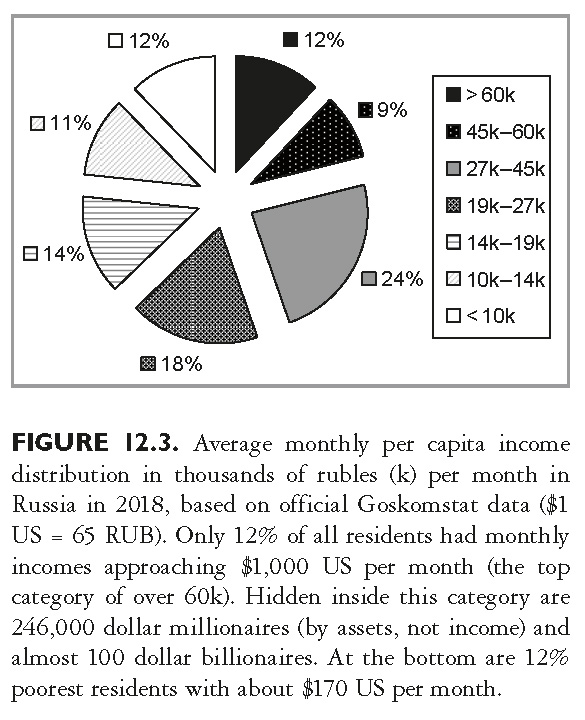 12%
12%
9%
11%
14%
24%
18%
> 60k
45k–60k
27k–45k
19k–27k
14k–19k
10k–14k
< 10k
FIGURE 12.3. Average monthly per capita income
distribution in thousands of rubles (k) per month in
Russia in 2018, based on official Goskomstat data ($1
US = 65 RUB). Only 12% of all residents had monthly
incomes approaching $1,000 US per month (the top
category of over 60k). Hidden inside this category are
246,000 dollar millionaires (by assets, not income) and
almost 100 dollar billionaires. At the bottom are 12%
poorest residents with about $170 US per month.